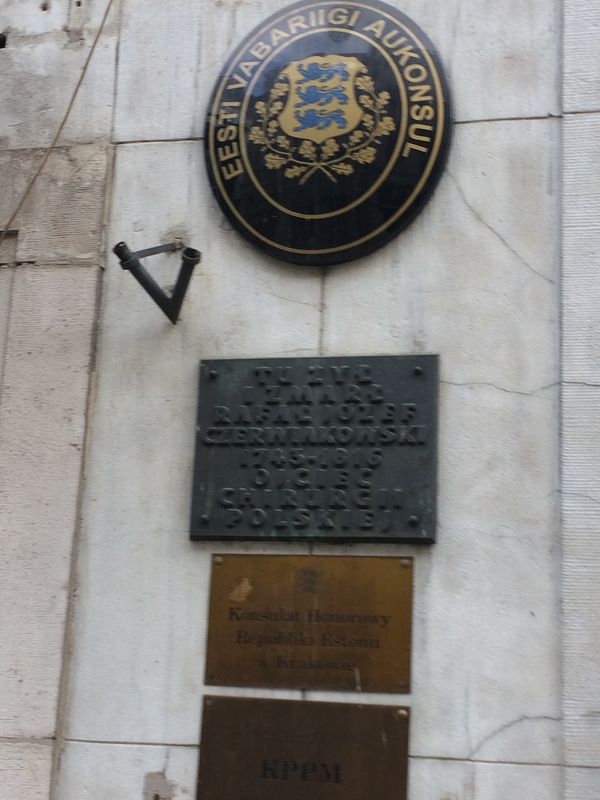 EESTI VABARIIGI AUKONSUL
TU ŻYŁ
I ZMARŁ
RAFAŁ JÓZEF
CZERWIAKOWSKI
1743-1816
OJCIEC
CHIRURGII
POLSKIEJ
Konsulat Honorowy
Republiki Estonii
w Krakowie
KPPM